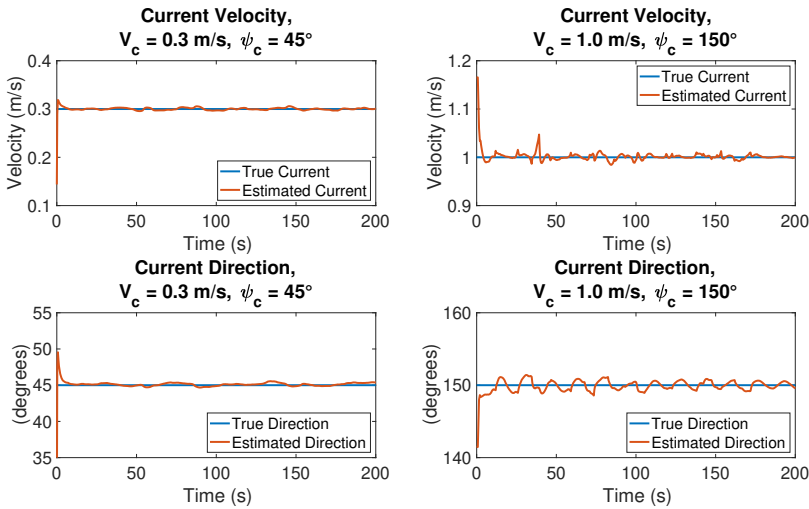 Current Velocity,
V_c = 0.3 m/s, ψ_c = 45°
Velocity (m/s)
0.4
0.3
0.2
0.1
True Current
Estimated Current
0
50
100
150
200
Time (s)
Current Velocity,
V_c = 1.0 m/s, ψ_c = 150°
Velocity (m/s)
1.2
1.1
1
0.9
True Current
Estimated Current
0
50
100
150
200
Time (s)
Current Direction,
V_c = 0.3 m/s, ψ_c = 45°
(degrees)
55
50
45
40
35
True Direction
Estimated Direction
0
50
100
150
200
Time (s)
Current Direction,
V_c = 1.0 m/s, ψ_c = 150°
(degrees)
160
150
140
True Direction
Estimated Direction
0
50
100
150
200
Time (s)